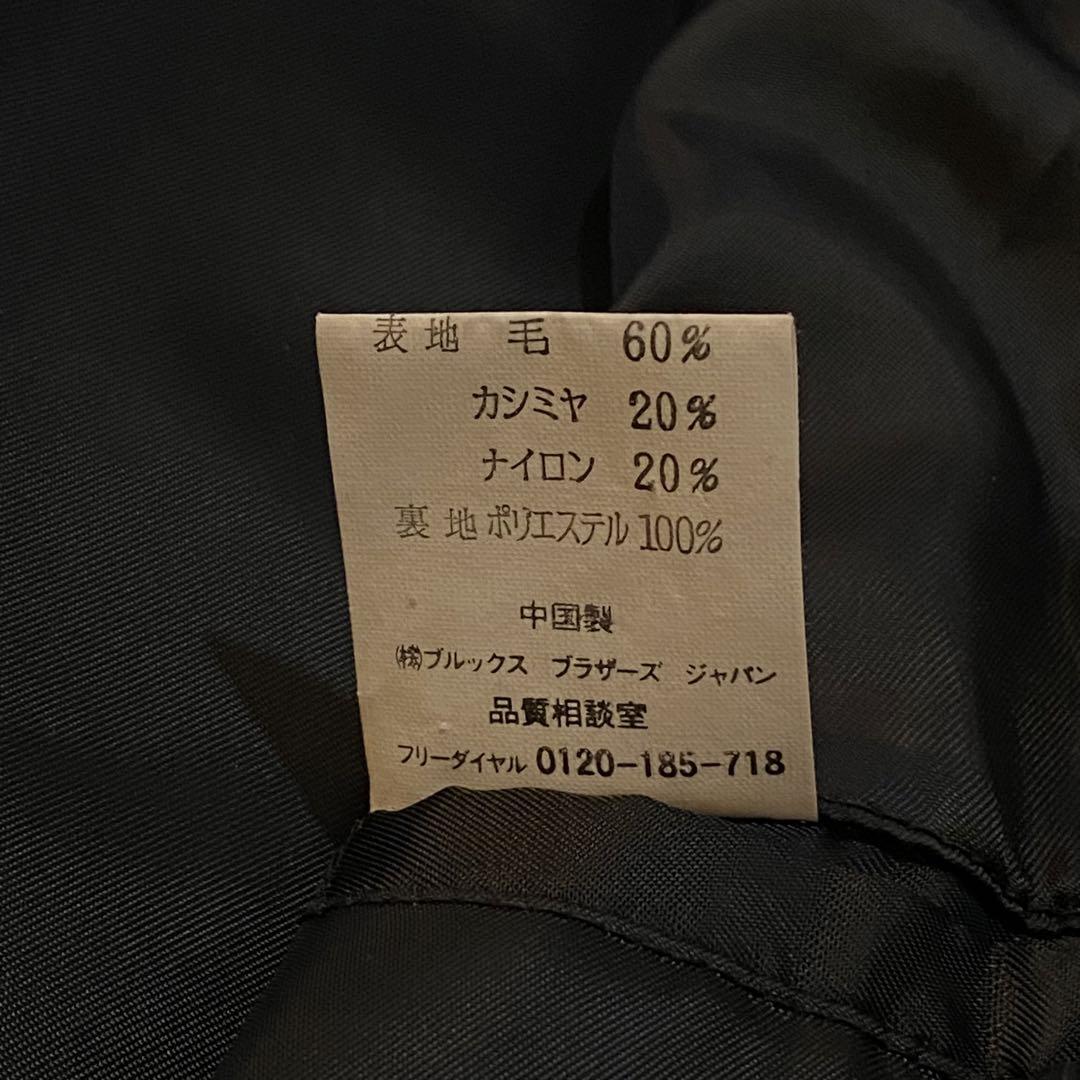 表地 毛 60%
カシミヤ 20%
ナイロン 20%
裏地 ポリエステル 100%
中国製
㈱ブルックス ブラザーズ ジャパン
品質相談室
フリーダイヤル 0120-185-718